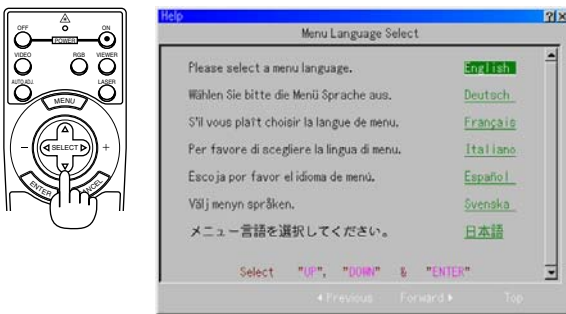 OFF
ON
POWER
VIDEO
RGB
VIEWER
AUTO ADJ.
LASER
MENU
SELECT
ENTER
CANCEL
Help
Menu Language Select
Please select a menu language. English
Wählen Sie bitte die Menü Sprache aus. Deutsch
S'il vous plaît choisir la langue de menu. Français
Per favore di scegliere la lingua di menu. Italiano
Escoja por favor el idioma de menú. Español
Välj menyn språken. Svenska
メニュー言語を選択してください。 日本語
Select "UP", "DOWN" & "ENTER"
Previous Forward Top